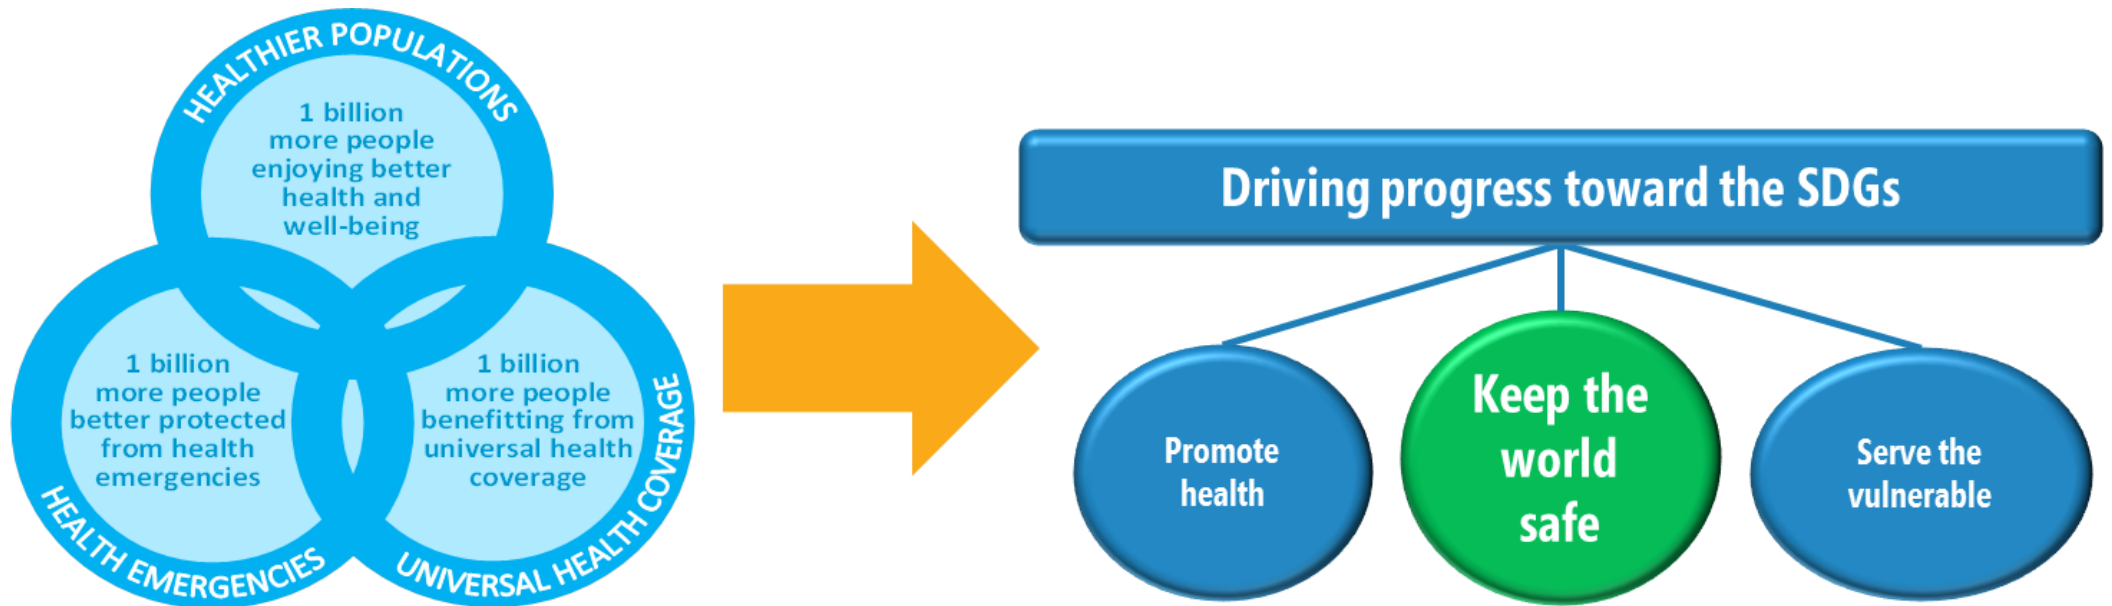 HEALTHIER POPULATIONS
1 billion
more people
enjoying better
health and
well-being
1 billion
more people
better protected
from health
emergencies
HEALTH EMERGENCIES
1 billion
more people
benefitting from
universal health
coverage
UNIVERSAL HEALTH COVERAGE
Driving progress toward the SDGs
Promote
health
Keep the
world
safe
Serve the
vulnerable